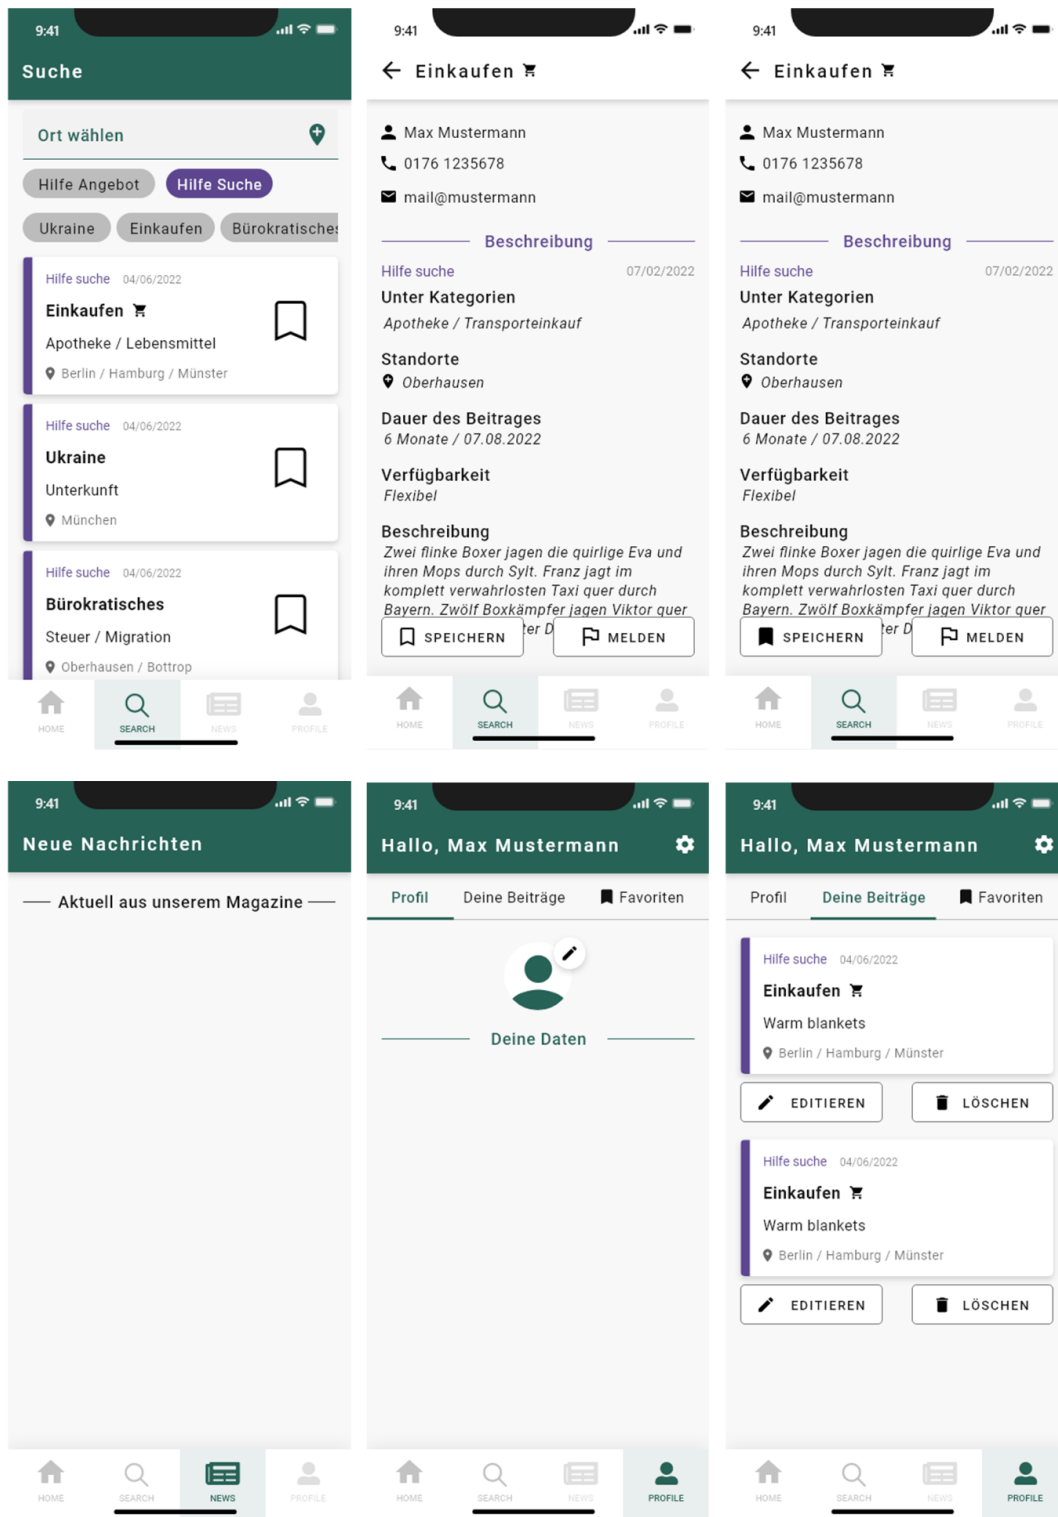 9:41
Suche
Ort wählen
Hilfe Angebot
Hilfe Suche
Ukraine
Einkaufen
Bürokratisches
Hilfe suche 04/06/2022
Einkaufen
Apotheke / Lebensmittel
Berlin / Hamburg / Münster
Hilfe suche 04/06/2022
Ukraine
Unterkunft
München
Hilfe suche 04/06/2022
Bürokratisches
Steuer / Migration
Oberhausen / Bottrop
HOME
SEARCH
NEWS
PROFILE
9:41
Einkaufen
Max Mustermann
0176 1235678
mail@mustermann
Beschreibung
Hilfe suche 07/02/2022
Unter Kategorien
Apotheke / Transporteinkauf
Standorte
Oberhausen
Dauer des Beitrages
6 Monate / 07.08.2022
Verfügbarkeit
Flexibel
Beschreibung
Zwei flinke Boxer jagen die quirlige Eva und
ihren Mops durch Sylt. Franz jagt im
komplett verwahrlosten Taxi quer durch
Bayern. Zwölf Boxkämpfer jagen Viktor quer
ter D
SPEICHERN
MELDEN
HOME
SEARCH
NEWS
PROFILE
9:41
Einkaufen
Max Mustermann
0176 1235678
mail@mustermann
Beschreibung
Hilfe suche 07/02/2022
Unter Kategorien
Apotheke / Transporteinkauf
Standorte
Oberhausen
Dauer des Beitrages
6 Monate / 07.08.2022
Verfügbarkeit
Flexibel
Beschreibung
Zwei flinke Boxer jagen die quirlige Eva und
ihren Mops durch Sylt. Franz jagt im
komplett verwahrlosten Taxi quer durch
Bayern. Zwölf Boxkämpfer jagen Viktor quer
ter D
SPEICHERN
MELDEN
HOME
SEARCH
NEWS
PROFILE
9:41
Neue Nachrichten
Aktuell aus unserem Magazine
HOME
SEARCH
NEWS
PROFILE
9:41
Hallo, Max Mustermann
Profil
Deine Beiträge
Favoriten
Deine Daten
HOME
SEARCH
NEWS
PROFILE
9:41
Hallo, Max Mustermann
Profil
Deine Beiträge
Favoriten
Hilfe suche 04/06/2022
Einkaufen
Warm blankets
Berlin / Hamburg / Münster
EDITIEREN
LÖSCHEN
Hilfe suche 04/06/2022
Einkaufen
Warm blankets
Berlin / Hamburg / Münster
EDITIEREN
LÖSCHEN
HOME
SEARCH
NEWS
PROFILE